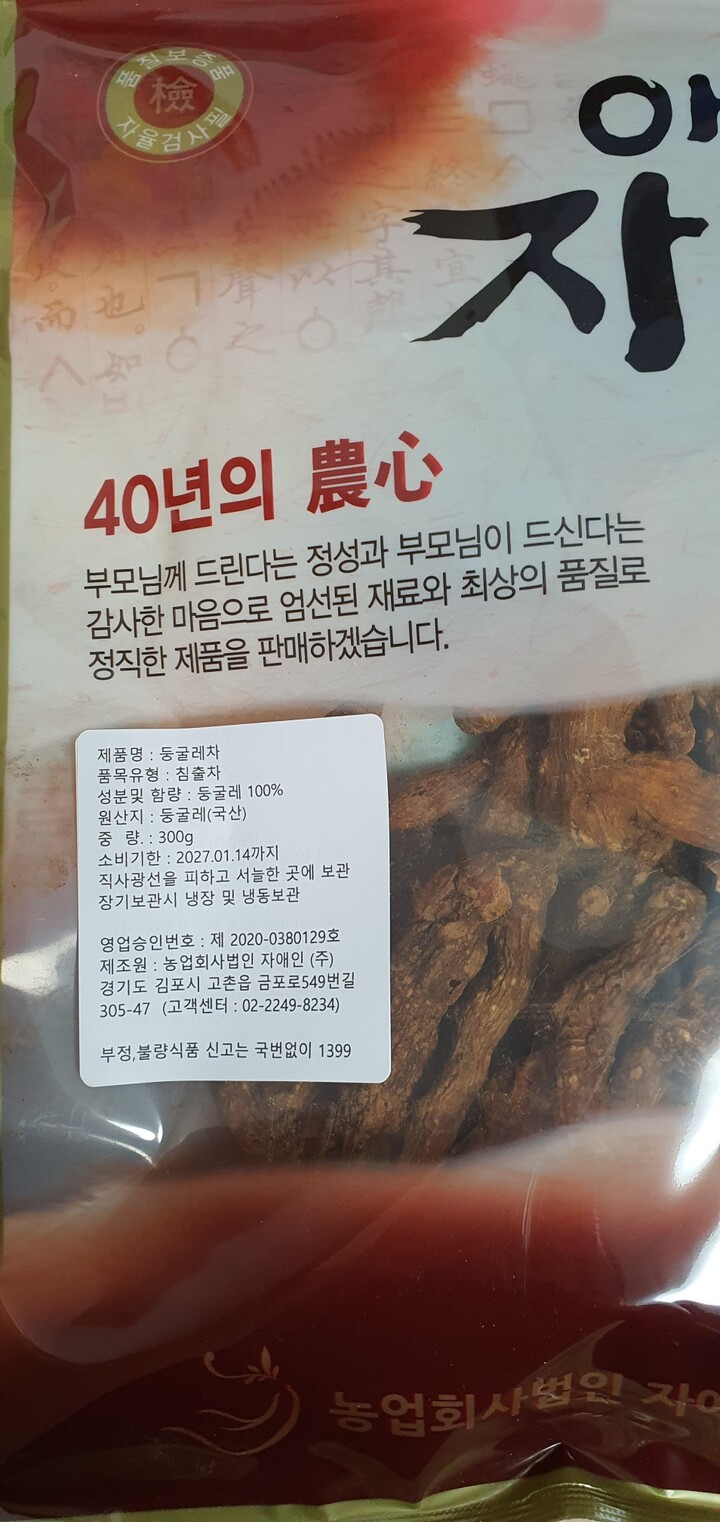 품질보증품
檢
자율검사필
애
자
40년의 農心
부모님께 드린다는 정성과 부모님이 드신다는
감사한 마음으로 엄선된 재료와 최상의 품질로
정직한 제품을 판매하겠습니다.
제품명 : 둥굴레차
품목유형 : 침출차
성분및 함량 : 둥굴레 100%
원산지 : 둥굴레(국산)
중 량. : 300g
소비기한 : 2027.01.14까지
직사광선을 피하고 서늘한 곳에 보관
장기보관시 냉장 및 냉동보관
영업승인번호 : 제 2020-0380129호
제조원 : 농업회사법인 자애인 (주)
경기도 김포시 고촌읍 금포로549번길
305-47 (고객센터 : 02-2249-8234)
부정,불량식품 신고는 국번없이 1399
농업회사법인 자애